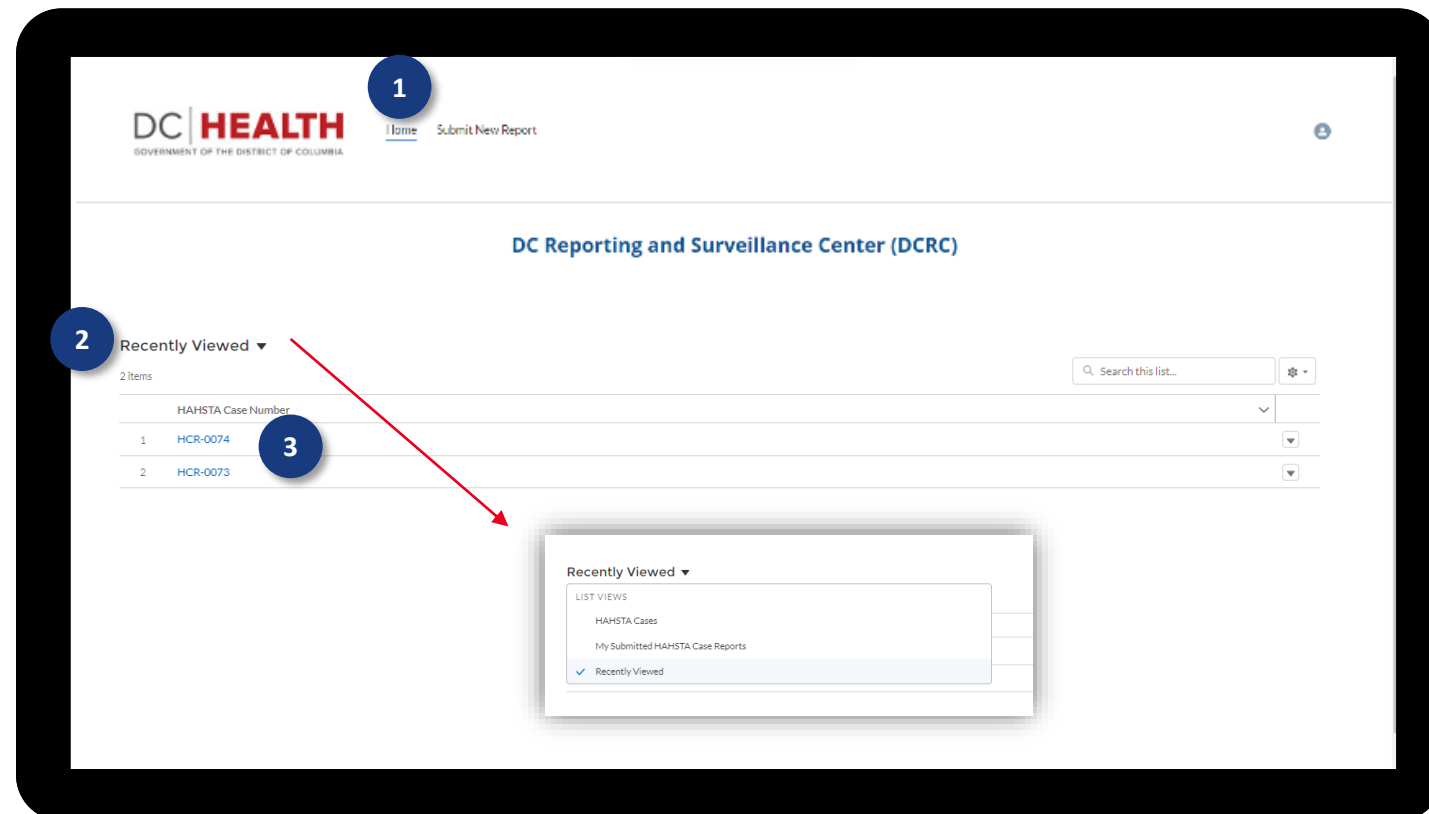 1
DC HEALTH
GOVERNMENT OF THE DISTRICT OF COLUMBIA
Home Submit New Report
DC Reporting and Surveillance Center (DCRC)
2
Recently Viewed
2 items
Search this list...
HAHSTA Case Number
1 HCR-0074
3
2 HCR-0073
Recently Viewed
LIST VIEWS
HAHSTA Cases
My Submitted HAHSTA Case Reports
Recently Viewed